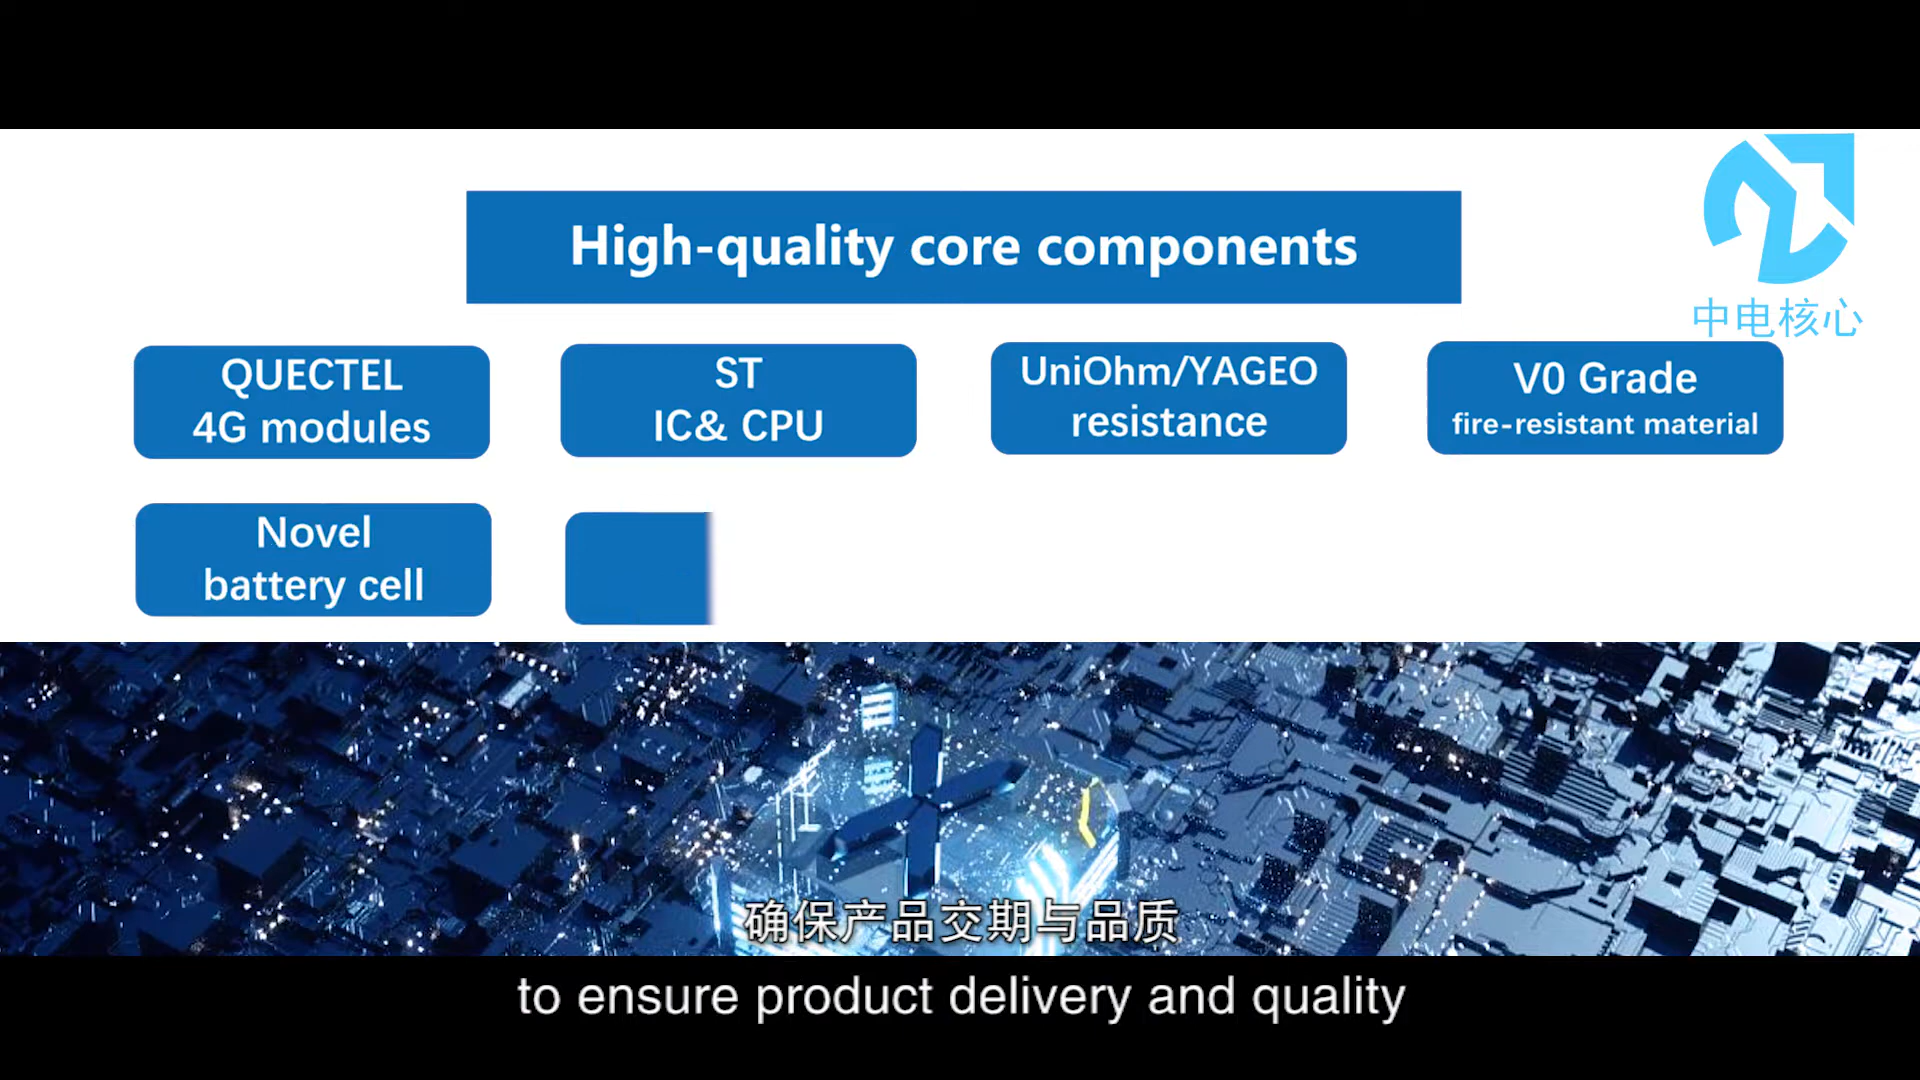 High-quality core components
中电核心
QUECTEL
4G modules
ST
IC& CPU
UniOhm/YAGEO
resistance
V0 Grade
fire-resistant material
Novel
battery cell
确保产品交期与品质
to ensure product delivery and quality